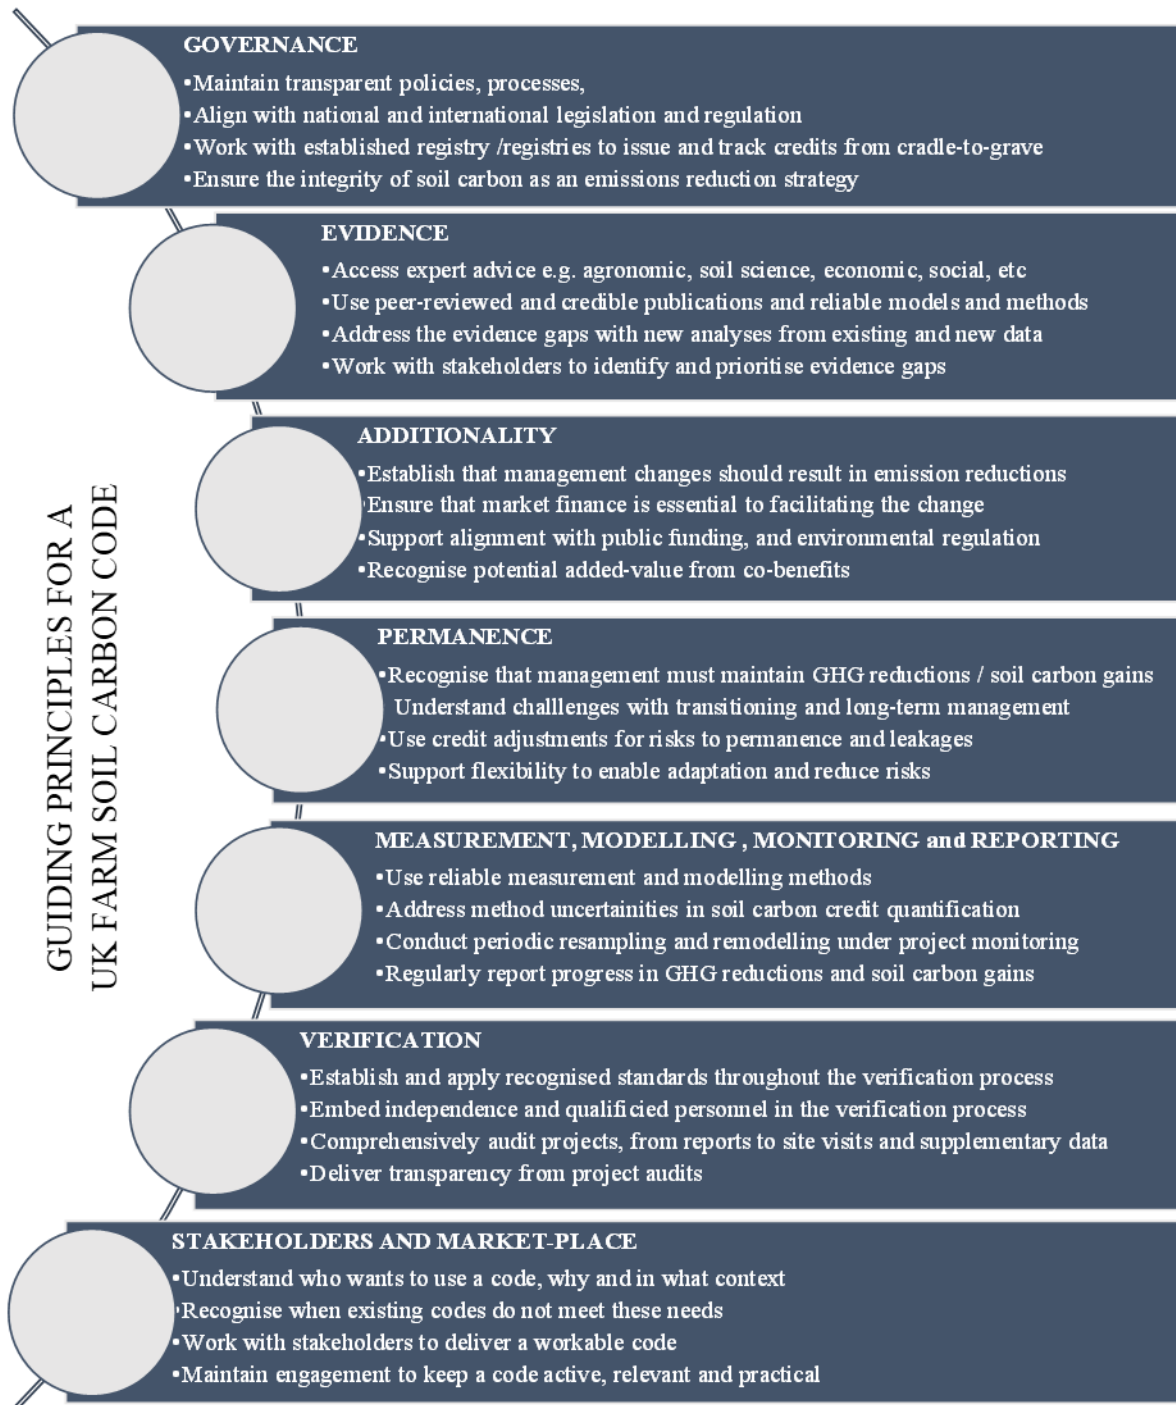 GUIDING PRINCIPLES FOR A
UK FARM SOIL CARBON CODE
GOVERNANCE
•Maintain transparent policies, processes,
•Align with national and international legislation and regulation
•Work with established registry /registries to issue and track credits from cradle-to-grave
•Ensure the integrity of soil carbon as an emissions reduction strategy
EVIDENCE
•Access expert advice e.g. agronomic, soil science, economic, social, etc
•Use peer-reviewed and credible publications and reliable models and methods
•Address the evidence gaps with new analyses from existing and new data
•Work with stakeholders to identify and prioritise evidence gaps
ADDITIONALITY
•Establish that management changes should result in emission reductions
•Ensure that market finance is essential to facilitating the change
•Support alignment with public funding, and environmental regulation
•Recognise potential added-value from co-benefits
PERMANENCE
•Recognise that management must maintain GHG reductions / soil carbon gains
Understand challlenges with transitioning and long-term management
•Use credit adjustments for risks to permanence and leakages
•Support flexibility to enable adaptation and reduce risks
MEASUREMENT, MODELLING , MONITORING and REPORTING
•Use reliable measurement and modelling methods
•Address method uncertainities in soil carbon credit quantification
•Conduct periodic resampling and remodelling under project monitoring
•Regularly report progress in GHG reductions and soil carbon gains
VERIFICATION
•Establish and apply recognised standards throughout the verification process
•Embed independence and qualificied personnel in the verification process
•Comprehensively audit projects, from reports to site visits and supplementary data
•Deliver transparency from project audits
STAKEHOLDERS AND MARKET-PLACE
•Understand who wants to use a code, why and in what context
•Recognise when existing codes do not meet these needs
•Work with stakeholders to deliver a workable code
•Maintain engagement to keep a code active, relevant and practical